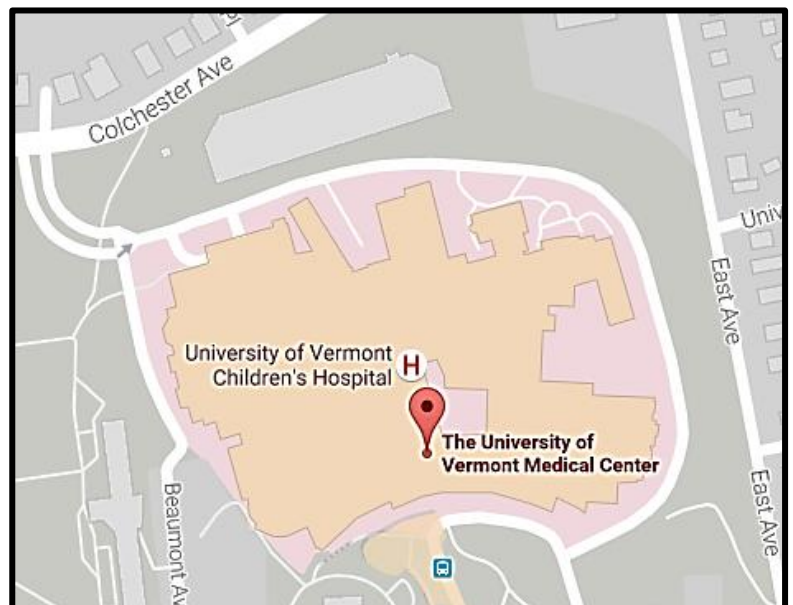 Colchester Ave
Univ
East Ave
University of Vermont
Children's Hospital
H
The University of
Vermont Medical Center
Beaumont Av
East Ave